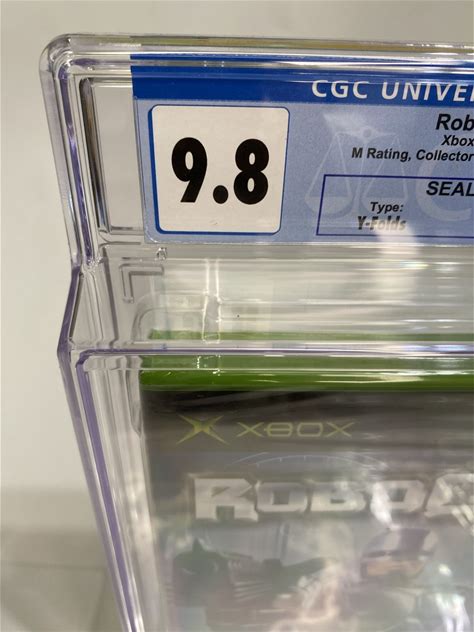 CGC UNIVE
9.8
Rob
Xbox
M Rating, Collector
SEAL
Type:
Y-Folds
XBOX
ROBO